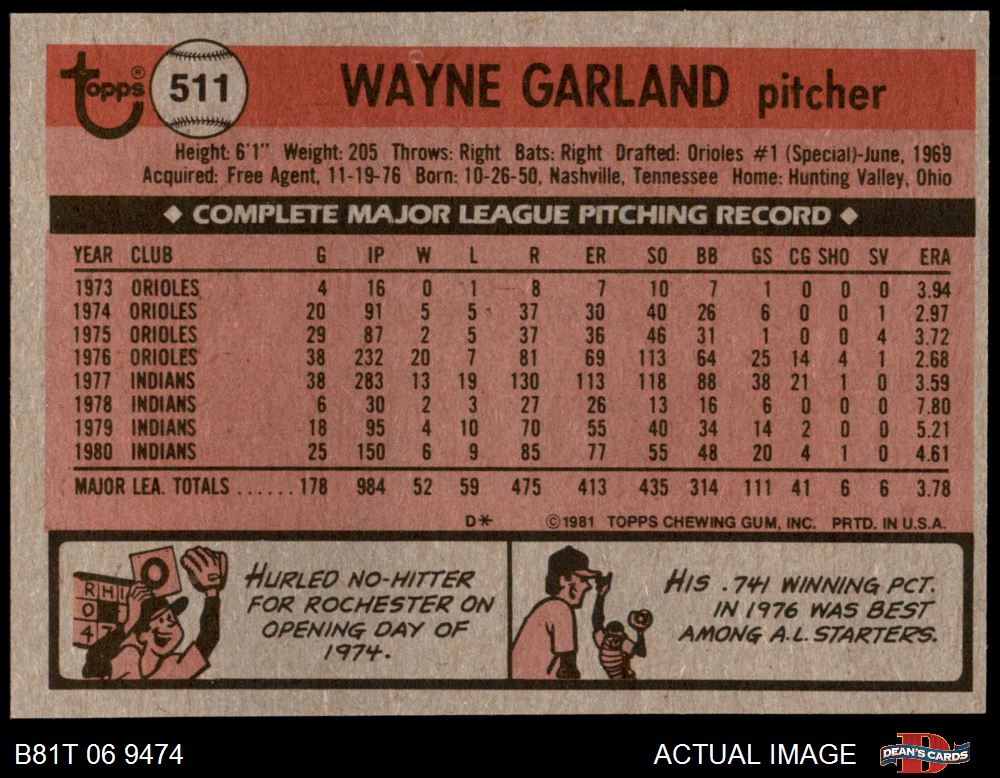 topps® 511 WAYNE GARLAND pitcher
Height: 6'1" Weight: 205 Throws: Right Bats: Right Drafted: Orioles #1 (Special)-June, 1969
Acquired: Free Agent, 11-19-76 Born: 10-26-50, Nashville, Tennessee Home: Hunting Valley, Ohio
◆ COMPLETE MAJOR LEAGUE PITCHING RECORD ◆
YEAR CLUB G IP W L R ER SO BB GS CG SHO SV ERA
1973 ORIOLES 4 16 0 1 8 7 10 7 1 0 0 0 3.94
1974 ORIOLES 20 91 5 5 37 30 40 26 6 0 0 1 2.97
1975 ORIOLES 29 87 2 5 37 36 46 31 1 0 0 4 3.72
1976 ORIOLES 38 232 20 7 81 69 113 64 25 14 4 1 2.68
1977 INDIANS 38 283 13 19 130 113 118 88 38 21 1 0 3.59
1978 INDIANS 6 30 2 3 27 26 13 16 6 0 0 0 7.80
1979 INDIANS 18 95 4 10 70 55 40 34 14 2 0 0 5.21
1980 INDIANS 25 150 6 9 85 77 55 48 20 4 1 0 4.61
MAJOR LEA. TOTALS ...... 178 984 52 59 475 413 435 314 111 41 6 6 3.78
D* ©1981 TOPPS CHEWING GUM, INC. PRTD. IN U.S.A.
R H
0
4 7
0
HURLED NO-HITTER
FOR ROCHESTER ON
OPENING DAY OF
1974.
HIS .741 WINNING PCT.
IN 1976 WAS BEST
AMONG A.L. STARTERS.
B81T 06 9474 ACTUAL IMAGE DEAN'S CARDS